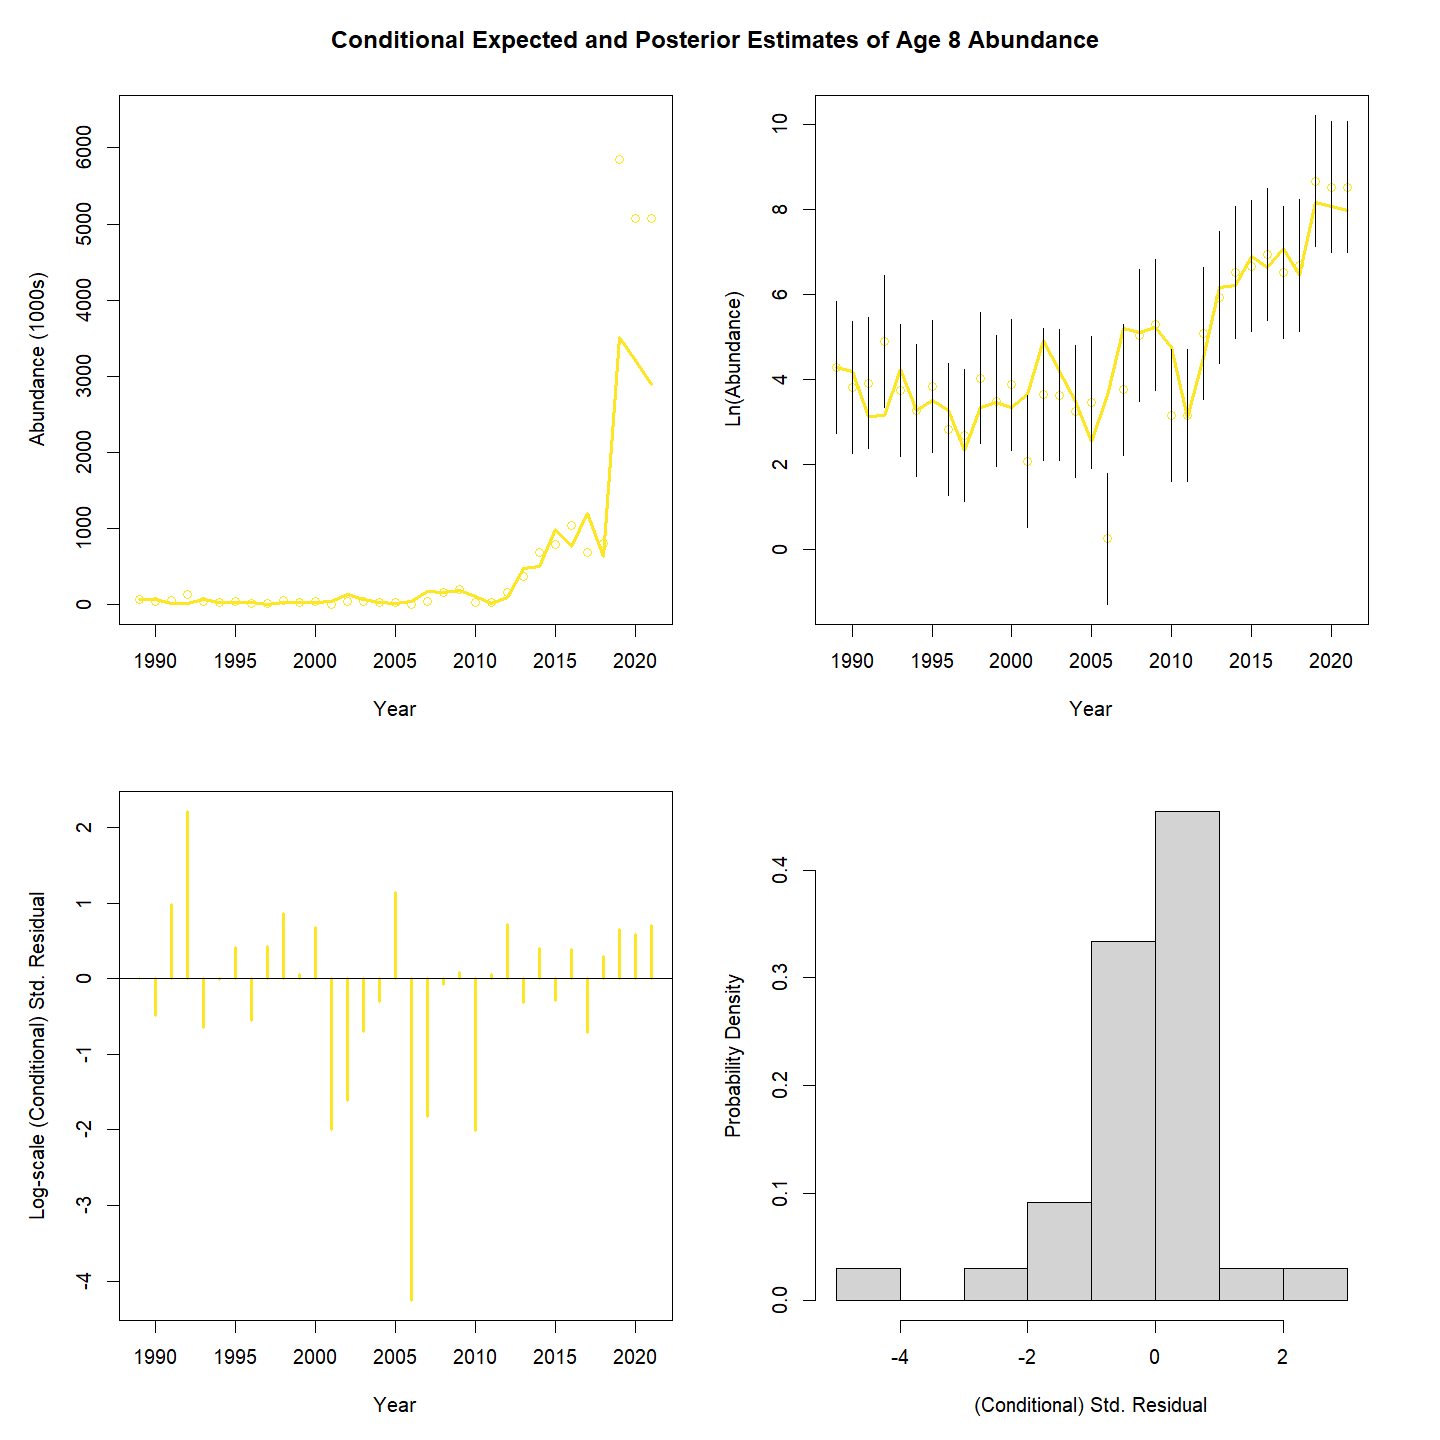 Conditional Expected and Posterior Estimates of Age 8 Abundance
Abundance (1000s)
6000
5000
4000
3000
2000
1000
0
1990 1995 2000 2005 2010 2015 2020
Year
Ln(Abundance)
10
8
6
4
2
0
1990 1995 2000 2005 2010 2015 2020
Year
Log-scale (Conditional) Std. Residual
2
1
0
-1
-2
-3
-4
1990 1995 2000 2005 2010 2015 2020
Year
Probability Density
0.4
0.3
0.2
0.1
0.0
-4 -2 0 2
(Conditional) Std. Residual